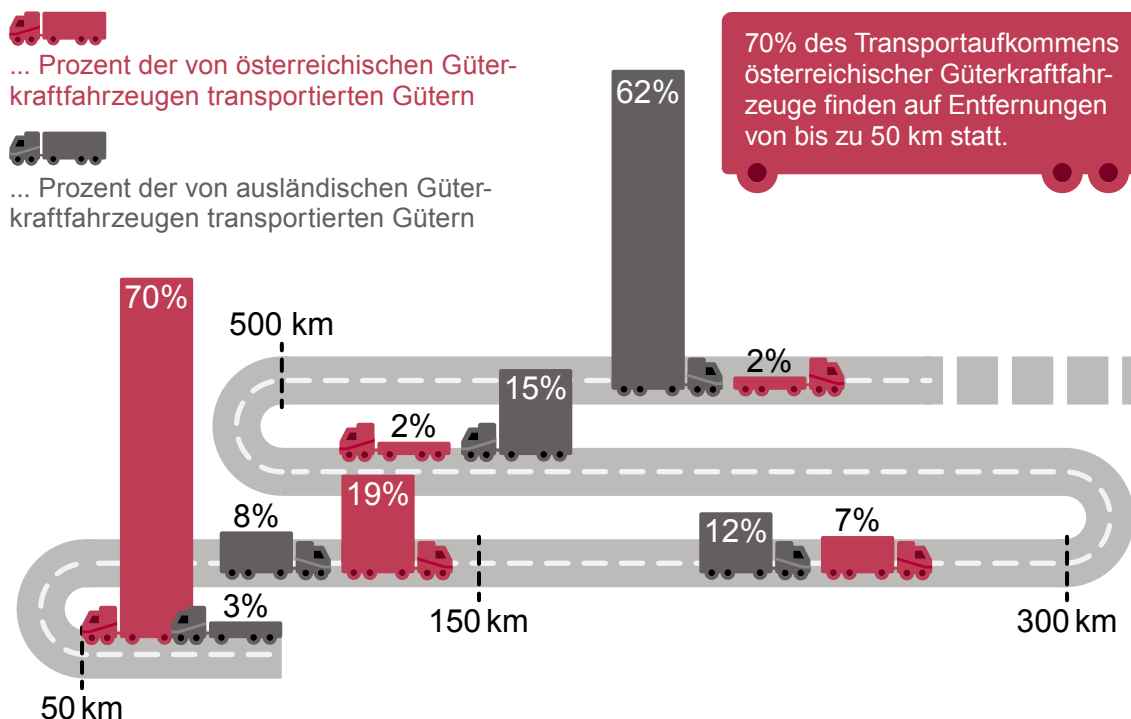 ... Prozent der von österreichischen Güter-
kraftfahrzeugen transportierten Gütern
... Prozent der von ausländischen Güter-
kraftfahrzeugen transportierten Gütern
70% des Transportaufkommens
österreichischer Güterkraftfahr-
zeuge finden auf Entfernungen
von bis zu 50 km statt.
62%
70%
500 km
2%
15%
2%
19%
8%
12%
7%
3%
150 km
300 km
50 km